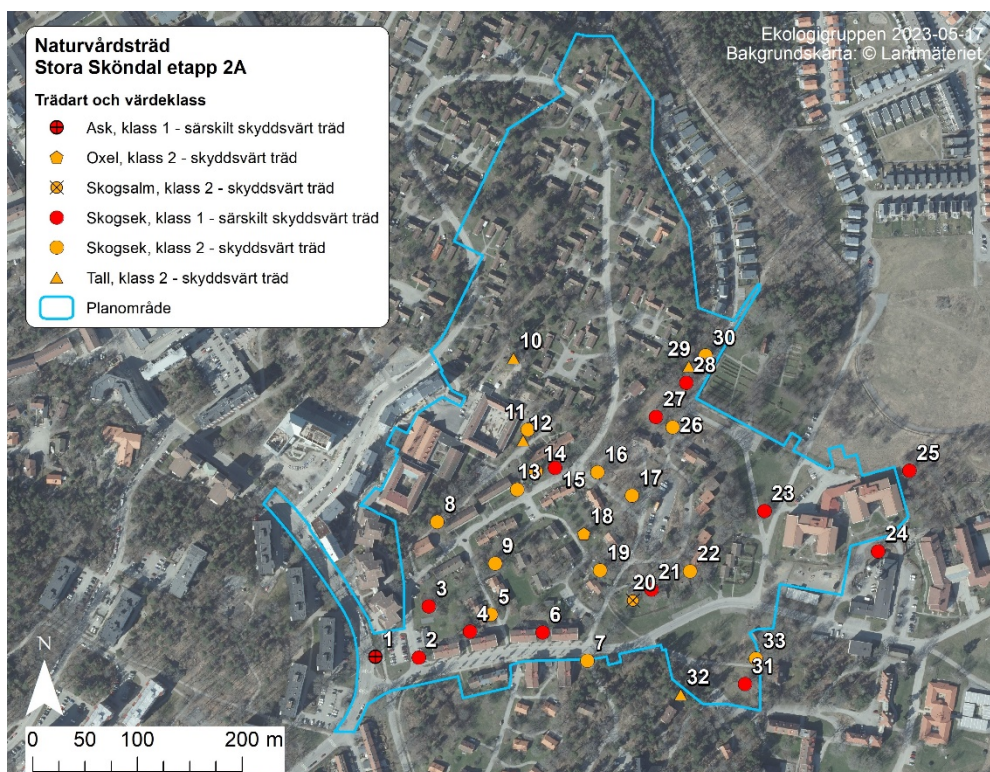 Naturvårdsträd
Stora Sköndal etapp 2A
Trädart och värdeklass
Ask, klass 1 - särskilt skyddsvärt träd
Oxel, klass 2 - skyddsvärt träd
Skogsalm, klass 2 - skyddsvärt träd
Skogsek, klass 1 - särskilt skyddsvärt träd
Skogsek, klass 2 - skyddsvärt träd
Tall, klass 2 - skyddsvärt träd
Planområde
Ekologigruppen 2023-05-17
Bakgrundskarta: © Lantmäteriet
10
30
29
28
27
26
11
12
14
13
15
16
17
25
23
8
18
24
9
19
22
21
20
3
5
4
6
7
1
2
33
31
32
N
0 50 100 200 m